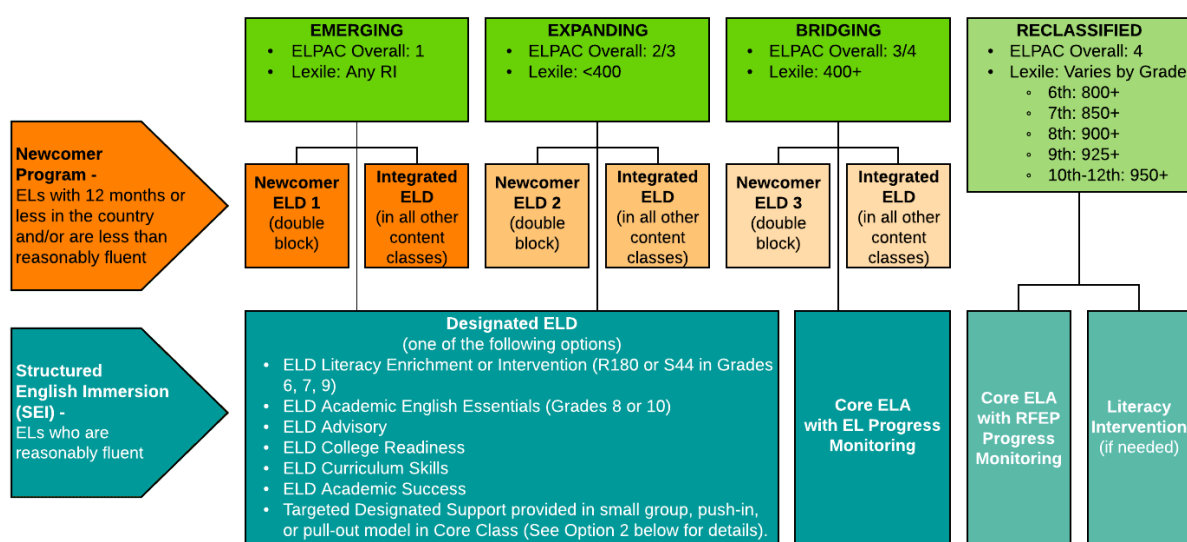 EMERGING
• ELPAC Overall: 1
• Lexile: Any RI
EXPANDING
• ELPAC Overall: 2/3
• Lexile: <400
BRIDGING
• ELPAC Overall: 3/4
• Lexile: 400+
RECLASSIFIED
• ELPAC Overall: 4
• Lexile: Varies by Grade
◦ 6th: 800+
◦ 7th: 850+
◦ 8th: 900+
◦ 9th: 925+
◦ 10th-12th: 950+
Newcomer
Program -
ELs with 12 months or
less in the country
and/or are less than
reasonably fluent
Newcomer
ELD 1
(double
block)
Integrated
ELD
(in all other
content
classes)
Newcomer
ELD 2
(double
block)
Integrated
ELD
(in all other
content
classes)
Newcomer
ELD 3
(double
block)
Integrated
ELD
(in all other
content
classes)
Structured
English Immersion
(SEI) -
ELs who are
reasonably fluent
Designated ELD
(one of the following options)
• ELD Literacy Enrichment or Intervention (R180 or S44 in Grades
6, 7, 9)
• ELD Academic English Essentials (Grades 8 or 10)
• ELD Advisory
• ELD College Readiness
• ELD Curriculum Skills
• ELD Academic Success
• Targeted Designated Support provided in small group, push-in,
or pull-out model in Core Class (See Option 2 below for details).
Core ELA
with EL Progress
Monitoring
Core ELA
with RFEP
Progress
Monitoring
Literacy
Intervention
(if needed)